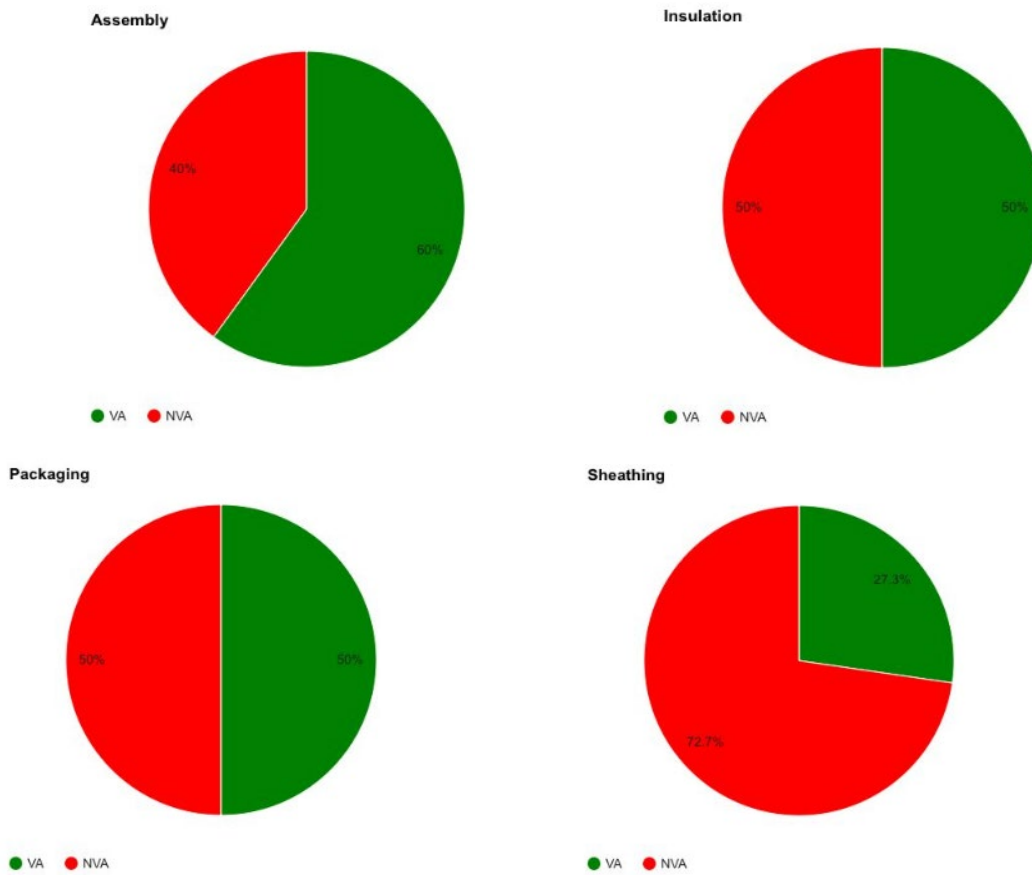 Assembly
40%
60%
VA NVA
Insulation
50%
50%
VA NVA
Packaging
50%
50%
VA NVA
Sheathing
27.3%
72.7%
VA NVA